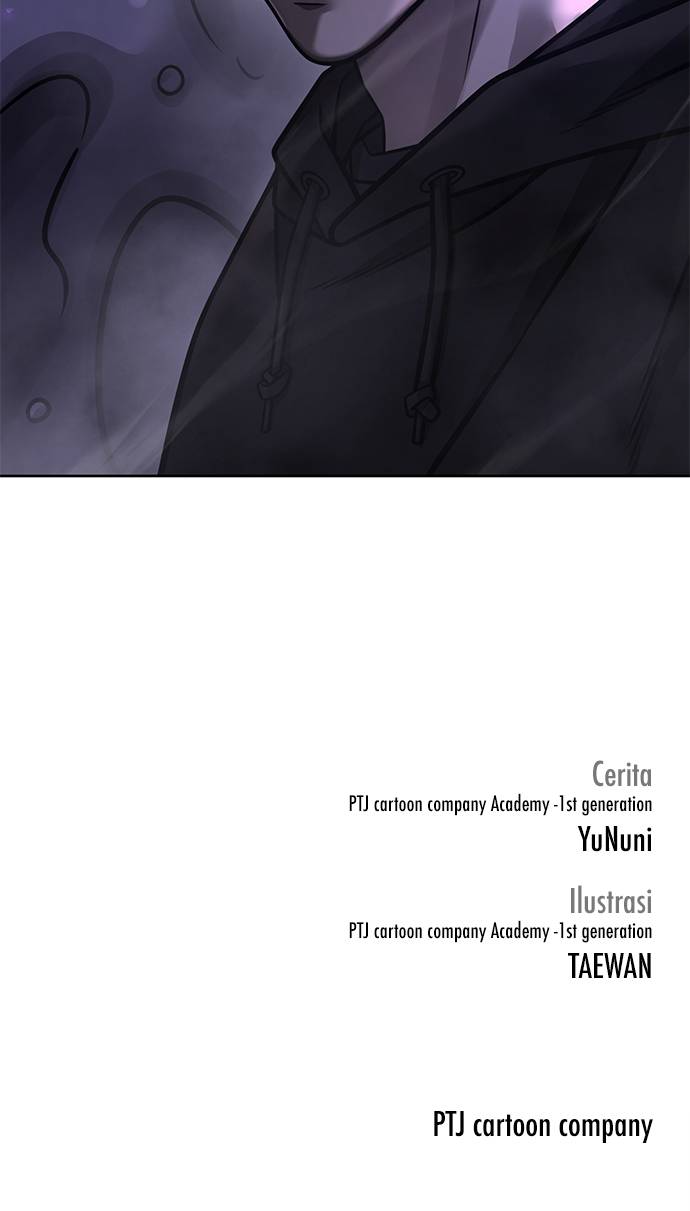 Cerita
PTJ cartoon company Academy -1st generation
YuNuni
Ilustrasi
PTJ cartoon company Academy -1st generation
TAEWAN
PTJ cartoon company